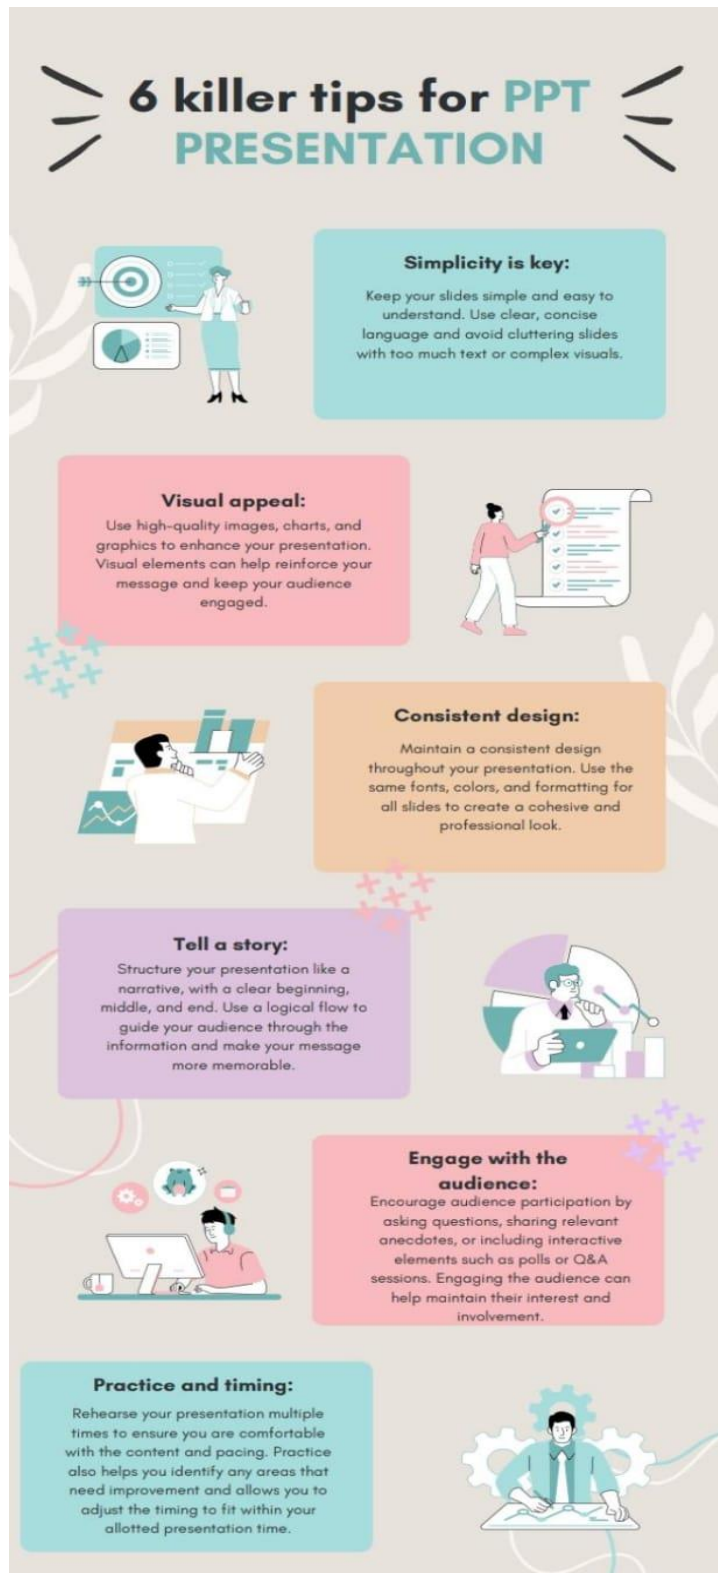 6 killer tips for PPT
PRESENTATION
Simplicity is key:
Keep your slides simple and easy to
understand. Use clear, concise
language and avoid cluttering slides
with too much text or complex visuals.
Visual appeal:
Use high-quality images, charts, and
graphics to enhance your presentation.
Visual elements can help reinforce your
message and keep your audience
engaged.
Consistent design:
Maintain a consistent design
throughout your presentation. Use the
same fonts, colors, and formatting for
all slides to create a cohesive and
professional look.
Tell a story:
Structure your presentation like a
narrative, with a clear beginning,
middle, and end. Use a logical flow to
guide your audience through the
information and make your message
more memorable.
Engage with the
audience:
Encourage audience participation by
asking questions, sharing relevant
anecdotes, or including interactive
elements such as polls or Q&A
sessions. Engaging the audience can
help maintain their interest and
involvement.
Practice and timing:
Rehearse your presentation multiple
times to ensure you are comfortable
with the content and pacing. Practice
also helps you identify any areas that
need improvement and allows you to
adjust the timing to fit within your
allotted presentation time.